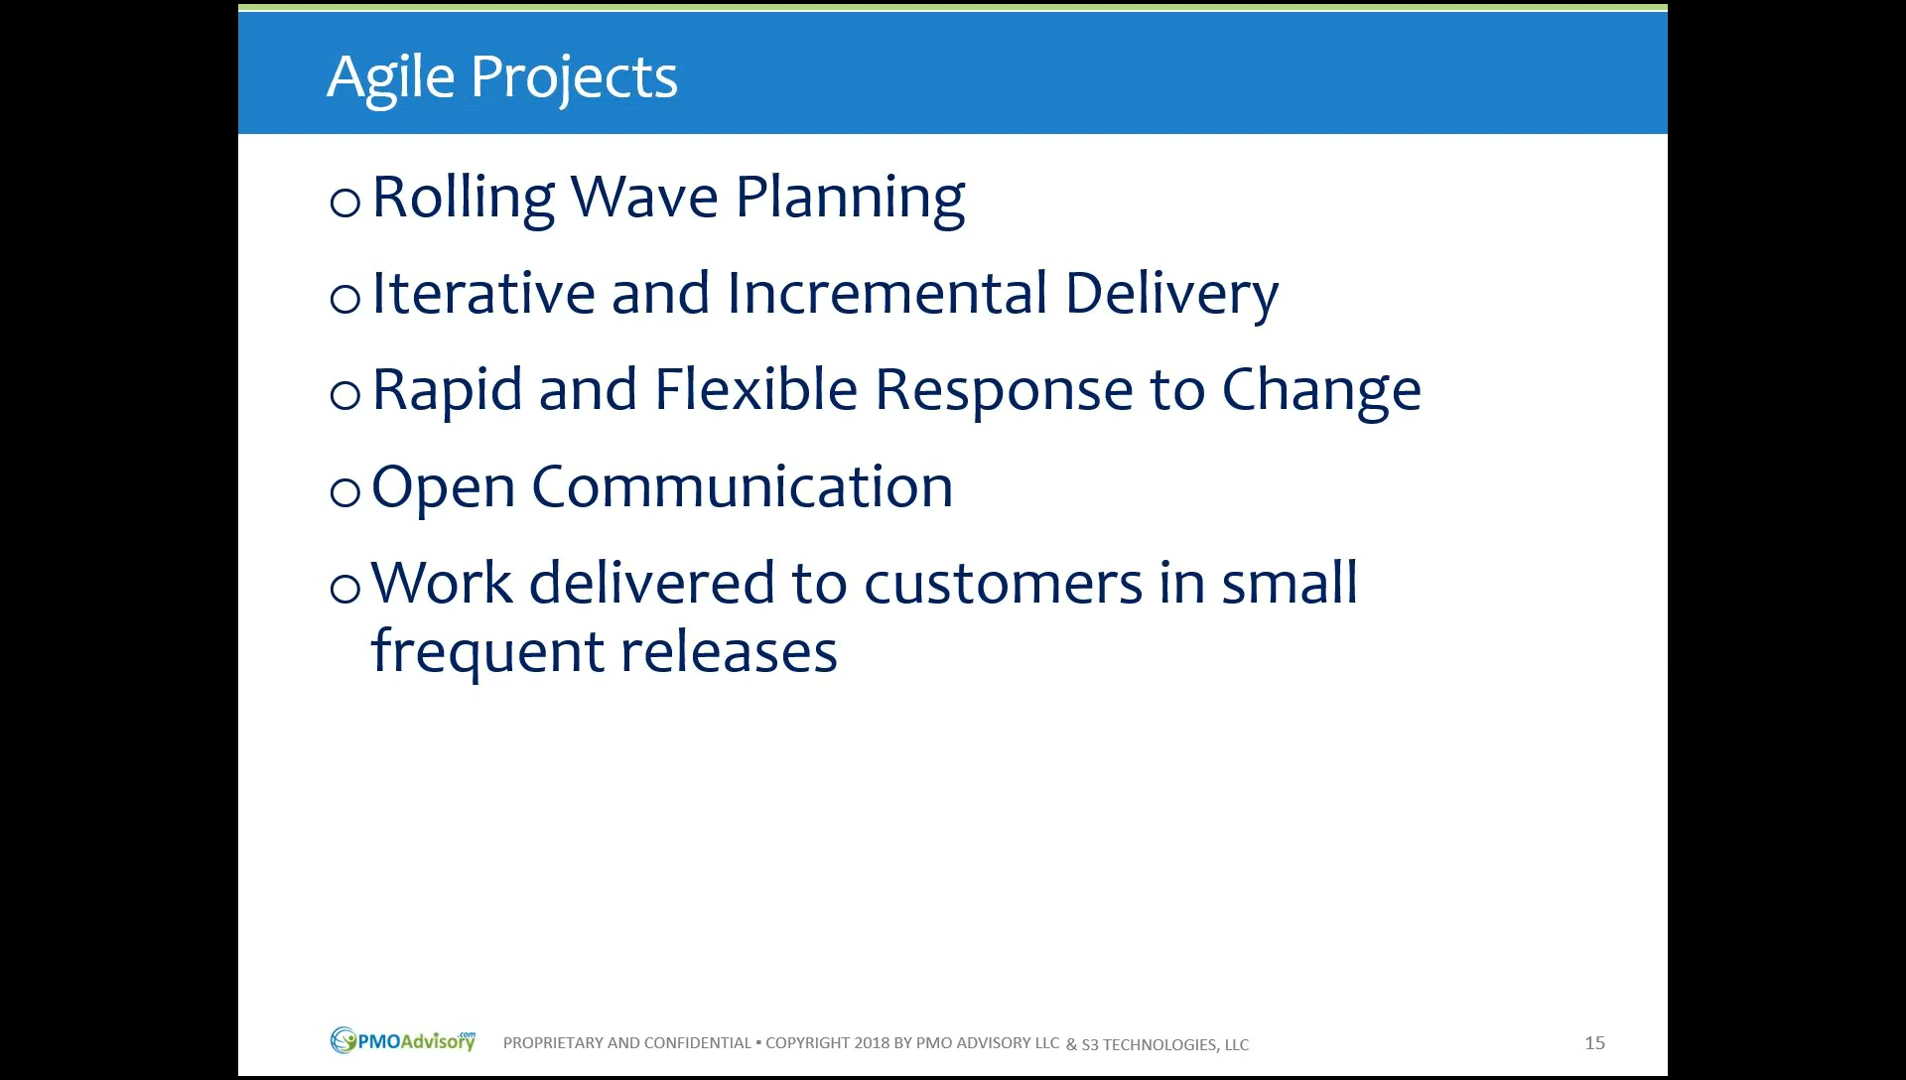 Agile Projects
o Rolling Wave Planning
o Iterative and Incremental Delivery
o Rapid and Flexible Response to Change
o Open Communication
o Work delivered to customers in small
frequent releases
PMOAdvisory.com PROPRIETARY AND CONFIDENTIAL ▪ COPYRIGHT 2018 BY PMO ADVISORY LLC & S3 TECHNOLOGIES, LLC 15